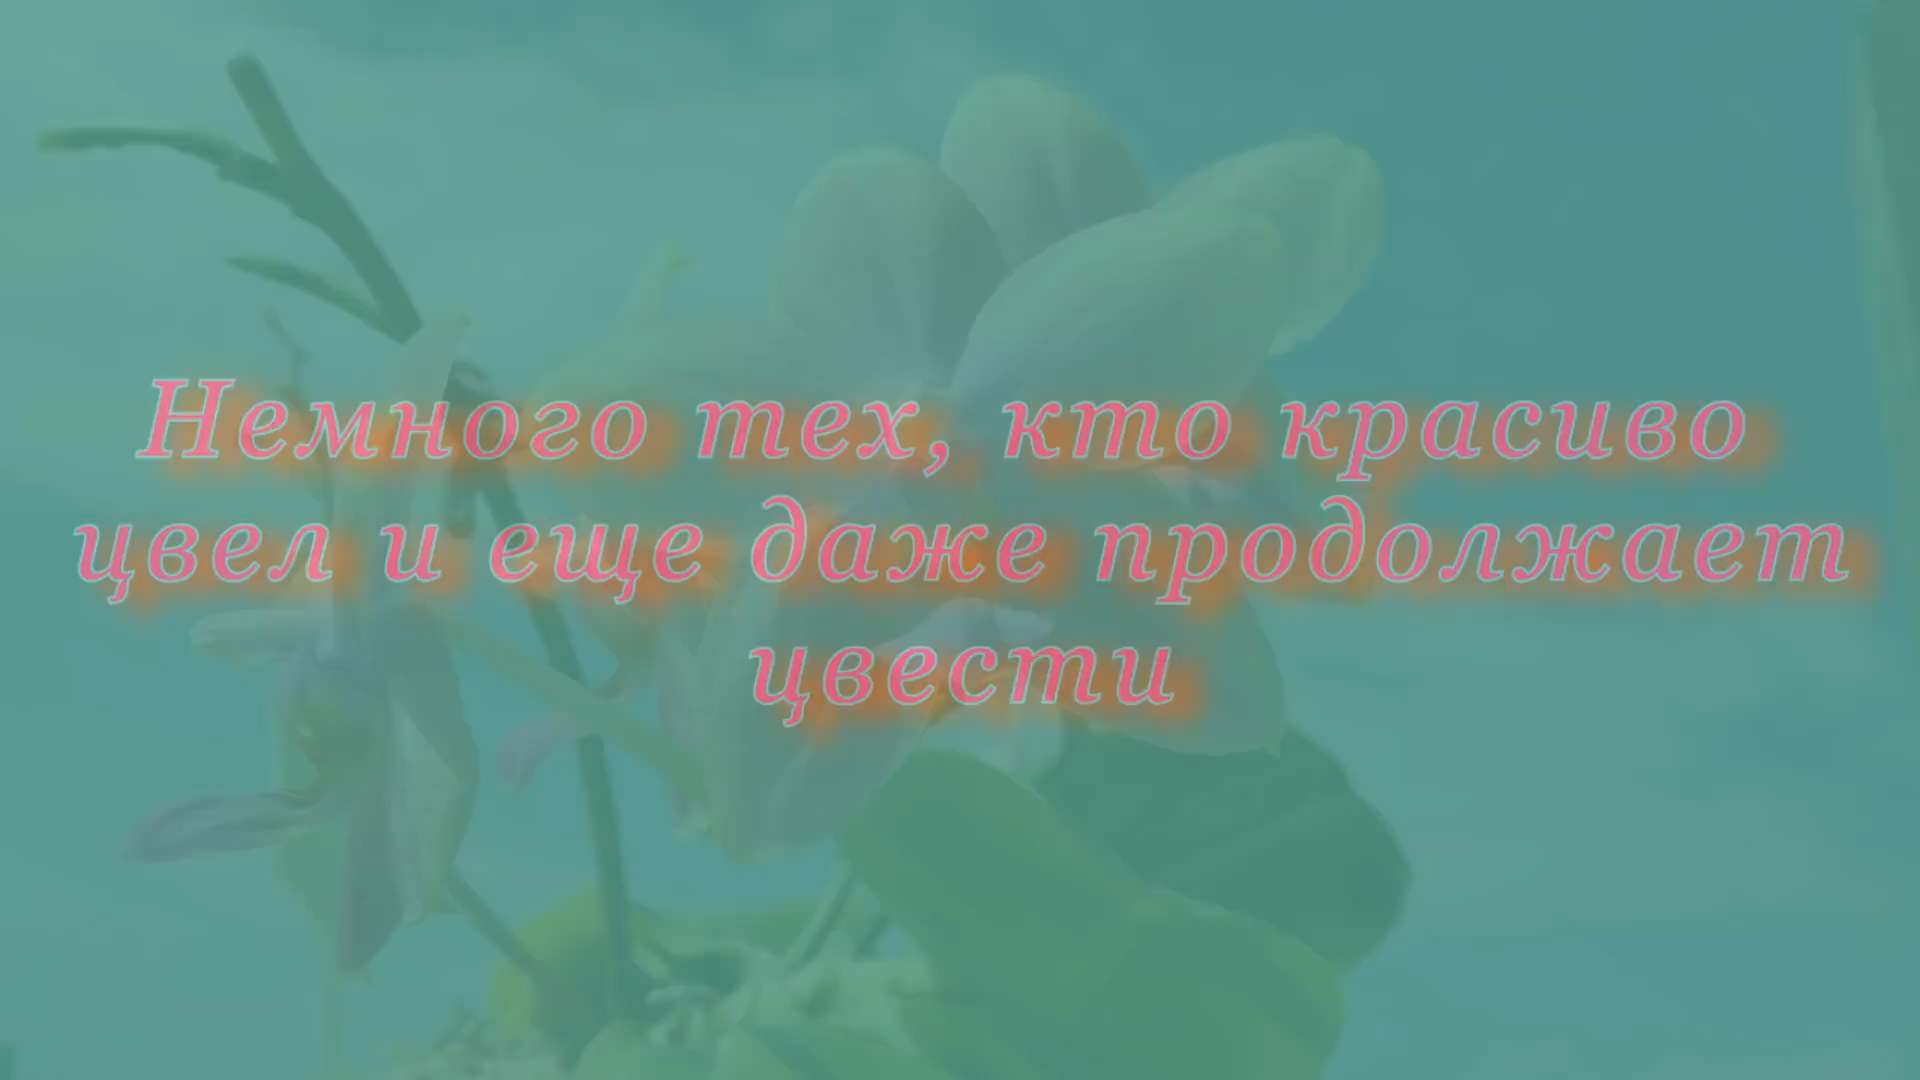 Немного тех, кто красиво
цвел и еще даже продолжает
цвести